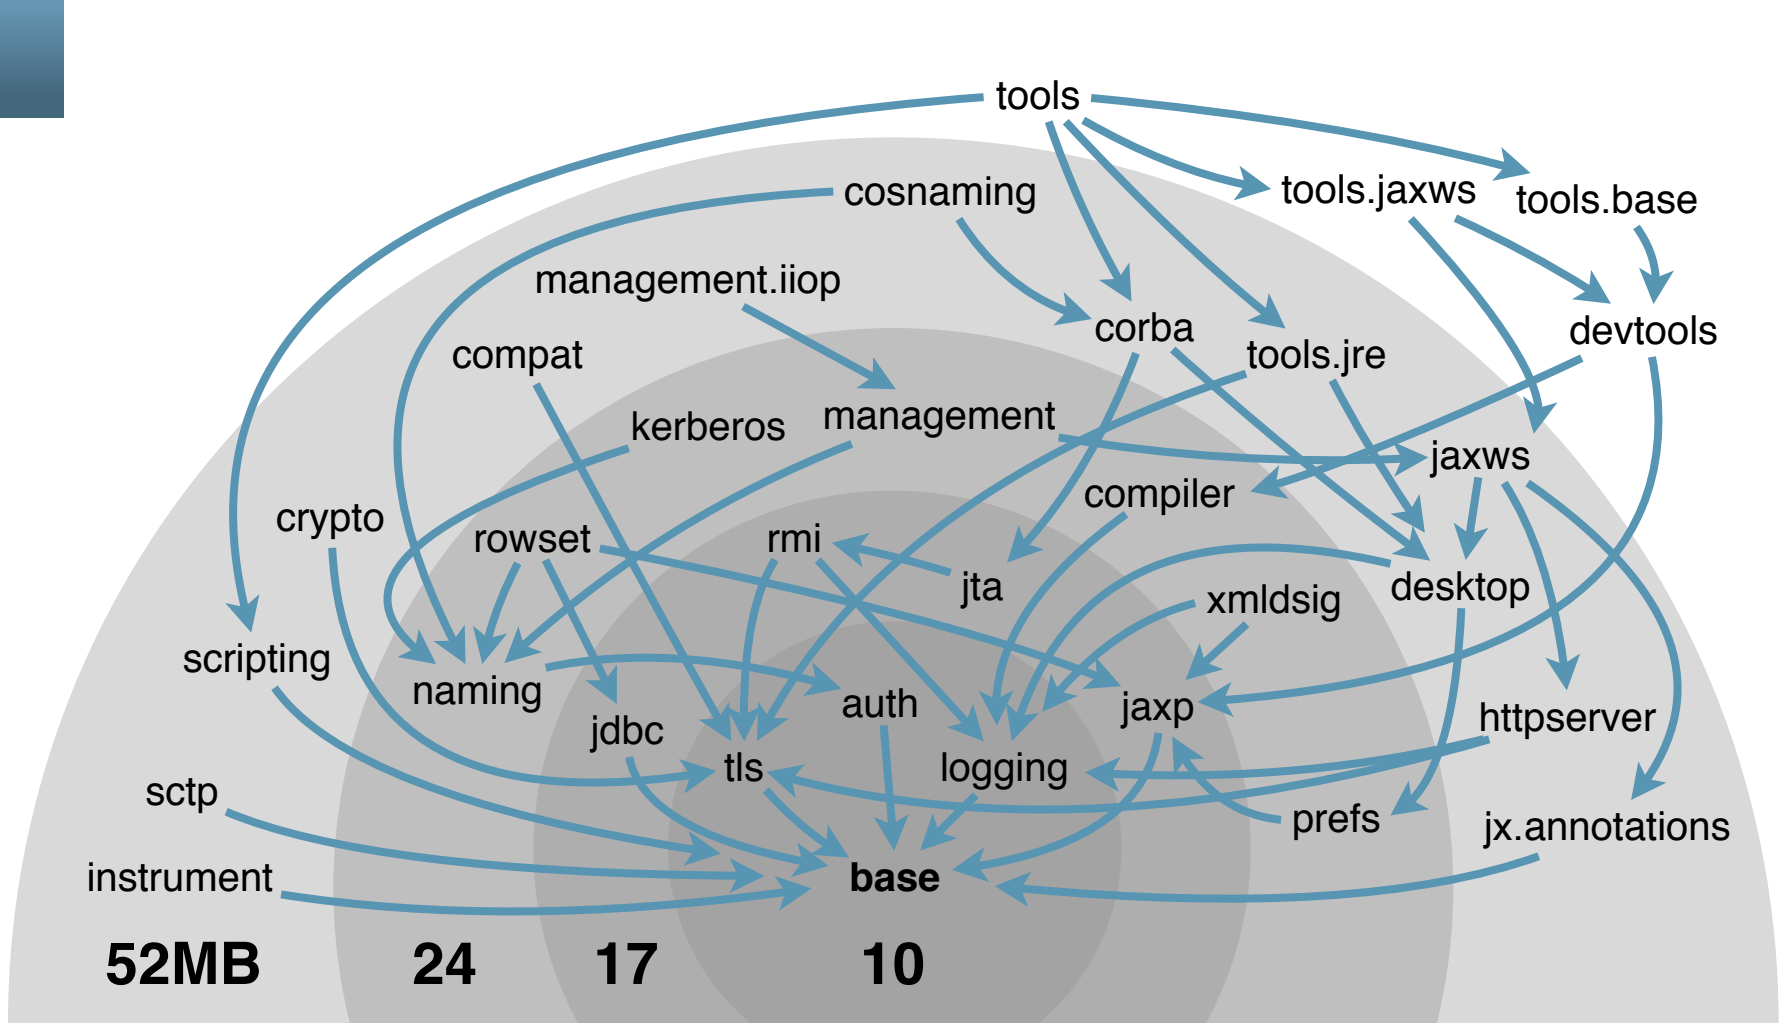 tools
cosnaming
tools.jaxws
tools.base
management.iiop
corba
devtools
compat
tools.jre
kerberos
management
jaxws
compiler
crypto
rowset
rmi
jta
xmldsig
desktop
scripting
naming
auth
jaxp
httpserver
jdbc
tls
logging
sctp
prefs
jx.annotations
instrument
base
52MB
24
17
10